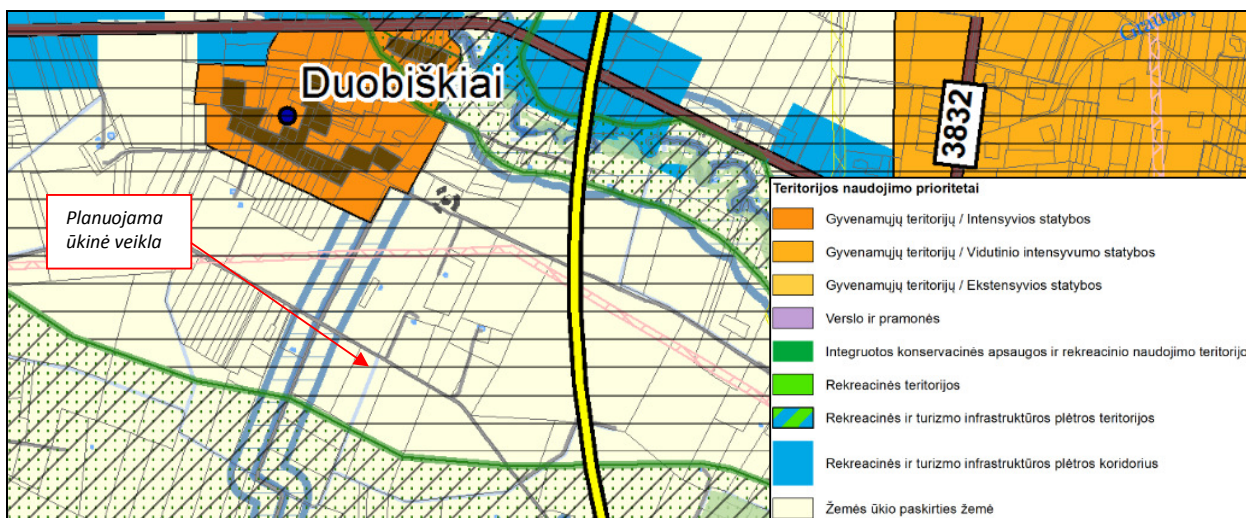 Duobiškiai
Planuojama
ūkinė veikla
3832
Teritorijos naudojimo prioritetai
Gyvenamųjų teritorijų / Intensyvios statybos
Gyvenamųjų teritorijų / Vidutinio intensyvumo statybos
Gyvenamųjų teritorijų / Ekstensyvios statybos
Verslo ir pramonės
Integruotos konservacinės apsaugos ir rekreacinio naudojimo teritorijo
Rekreacinės teritorijos
Rekreacinės ir turizmo infrastruktūros plėtros teritorijos
Rekreacinės ir turizmo infrastruktūros plėtros koridorius
Žemės ūkio paskirties žemė